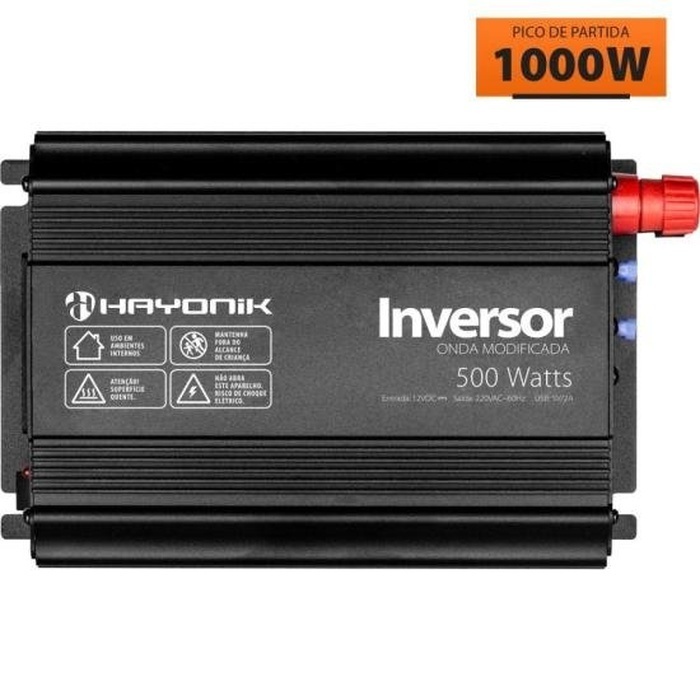 PICO DE PARTIDA
1000W
HAYONIK
Inversor
ONDA MODIFICADA
500 Watts
Entrada: 12VDC Saída: 220VAC~60Hz USB: 5V/2A
USO EM
AMBIENTES
INTERNOS
MANTENHA
FORA DO
ALCANCE
DE CRIANÇA
ATENÇÃO!
SUPERFÍCIE
QUENTE.
NÃO ABRA
ESTE APARELHO.
RISCO DE CHOQUE
ELÉTRICO.